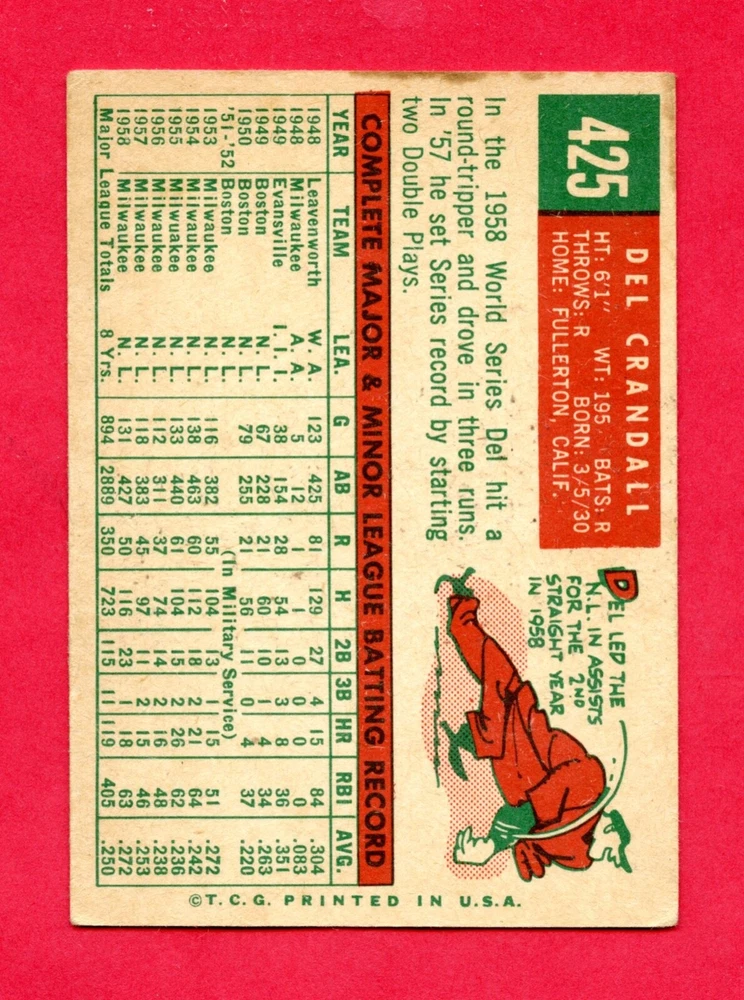 425
DEL CRANDALL
HT: 6'1" WT: 195 BATS: R
THROWS: R BORN: 3/5/30
HOME: FULLERTON, CALIF.
In the 1958 World Series Del hit a
round-tripper and drove in three runs.
In '57 he set Series record by starting
two Double Plays.
DEL LED THE
N.L. IN ASSISTS
FOR THE 2ND
STRAIGHT YEAR
IN 1958
COMPLETE MAJOR & MINOR LEAGUE BATTING RECORD
YEAR TEAM LEA. G AB R H 2B 3B HR RBI AVG.
1948 Leavenworth W. A. 123 425 81 129 27 4 15 84 .304
1948 Milwaukee A. A. 5 12 1 1 0 0 0 0 .083
1949 Evansville I. I. I. 38 154 28 54 13 3 8 36 .351
1949 Boston N. L. 67 228 21 60 10 1 4 34 .263
1950 Boston N. L. 79 255 21 56 11 0 4 37 .220
'51-'52 Boston N. L. (In Military Service)
1953 Milwaukee N. L. 116 382 55 104 13 1 15 51 .272
1954 Milwaukee N. L. 138 463 60 112 18 2 21 64 .242
1955 Milwaukee N. L. 133 440 61 104 15 2 26 62 .236
1956 Milwaukee N. L. 112 311 37 74 14 2 16 48 .238
1957 Milwaukee N. L. 118 383 45 97 11 2 15 46 .253
1958 Milwaukee N. L. 131 427 50 116 23 1 18 63 .272
Major League Totals 8 Yrs. 894 2889 350 723 115 11 119 405 .250
©T.C.G. PRINTED IN U.S.A.